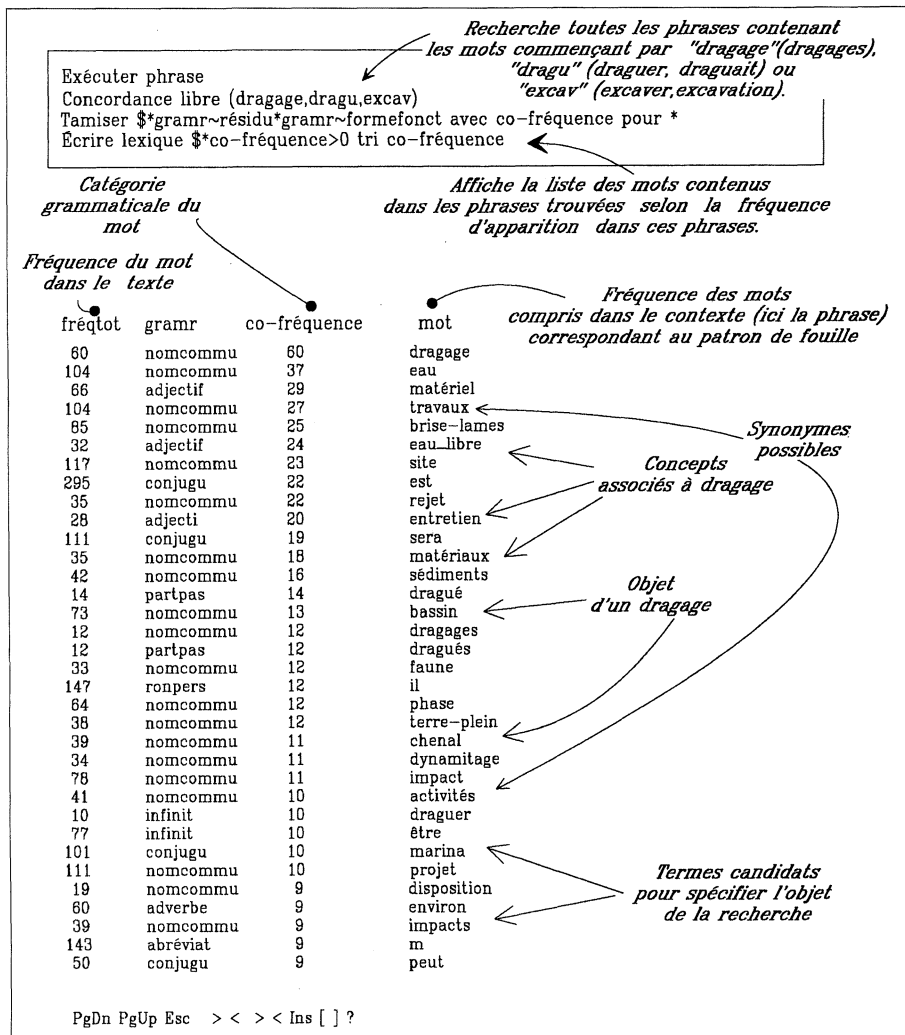 Recherche toutes les phrases contenant
les mots commençant par "dragage"(dragages),
"dragu" (draguer, draguait) ou
"excav" (excaver,excavation).
Exécuter phrase
Concordance libre (dragage,dragu,excav)
Tamiser $*gramr~résidu*gramr~formefonct avec co-fréquence pour *
Écrire lexique $*co-fréquence>0 tri co-fréquence
Catégorie
grammaticale du
mot
Affiche la liste des mots contenus
dans les phrases trouvées selon la fréquence
d'apparition dans ces phrases.
Fréquence du mot
dans le texte
Fréquence des mots
compris dans le contexte (ici la phrase)
correspondant au patron de fouille
fréqtot gramr co-fréquence mot
60 nomcommu 60 dragage
104 nomcommu 37 eau
66 adjectif 29 matériel
104 nomcommu 27 travaux
85 nomcommu 25 brise-lames
32 adjectif 24 eau_libre
117 nomcommu 23 site
295 conjugu 22 est
35 nomcommu 22 rejet
28 adjecti 20 entretien
111 conjugu 19 sera
35 nomcommu 18 matériaux
42 nomcommu 16 sédiments
14 partpas 14 dragué
73 nomcommu 13 bassin
12 nomcommu 12 dragages
12 partpas 12 dragués
33 nomcommu 12 faune
147 ronpers 12 il
64 nomcommu 12 phase
38 nomcommu 12 terre-plein
39 nomcommu 11 chenal
34 nomcommu 11 dynamitage
78 nomcommu 11 impact
41 nomcommu 10 activités
10 infinit 10 draguer
77 infinit 10 être
101 conjugu 10 marina
111 nomcommu 10 projet
19 nomcommu 9 disposition
60 adverbe 9 environ
39 nomcommu 9 impacts
143 abréviat 9 m
50 conjugu 9 peut
Synonymes
possibles
Concepts
associés à dragage
Objet
d'un dragage
Termes candidats
pour spécifier l'objet
de la recherche
PgDn PgUp Esc > < > < Ins [ ] ?